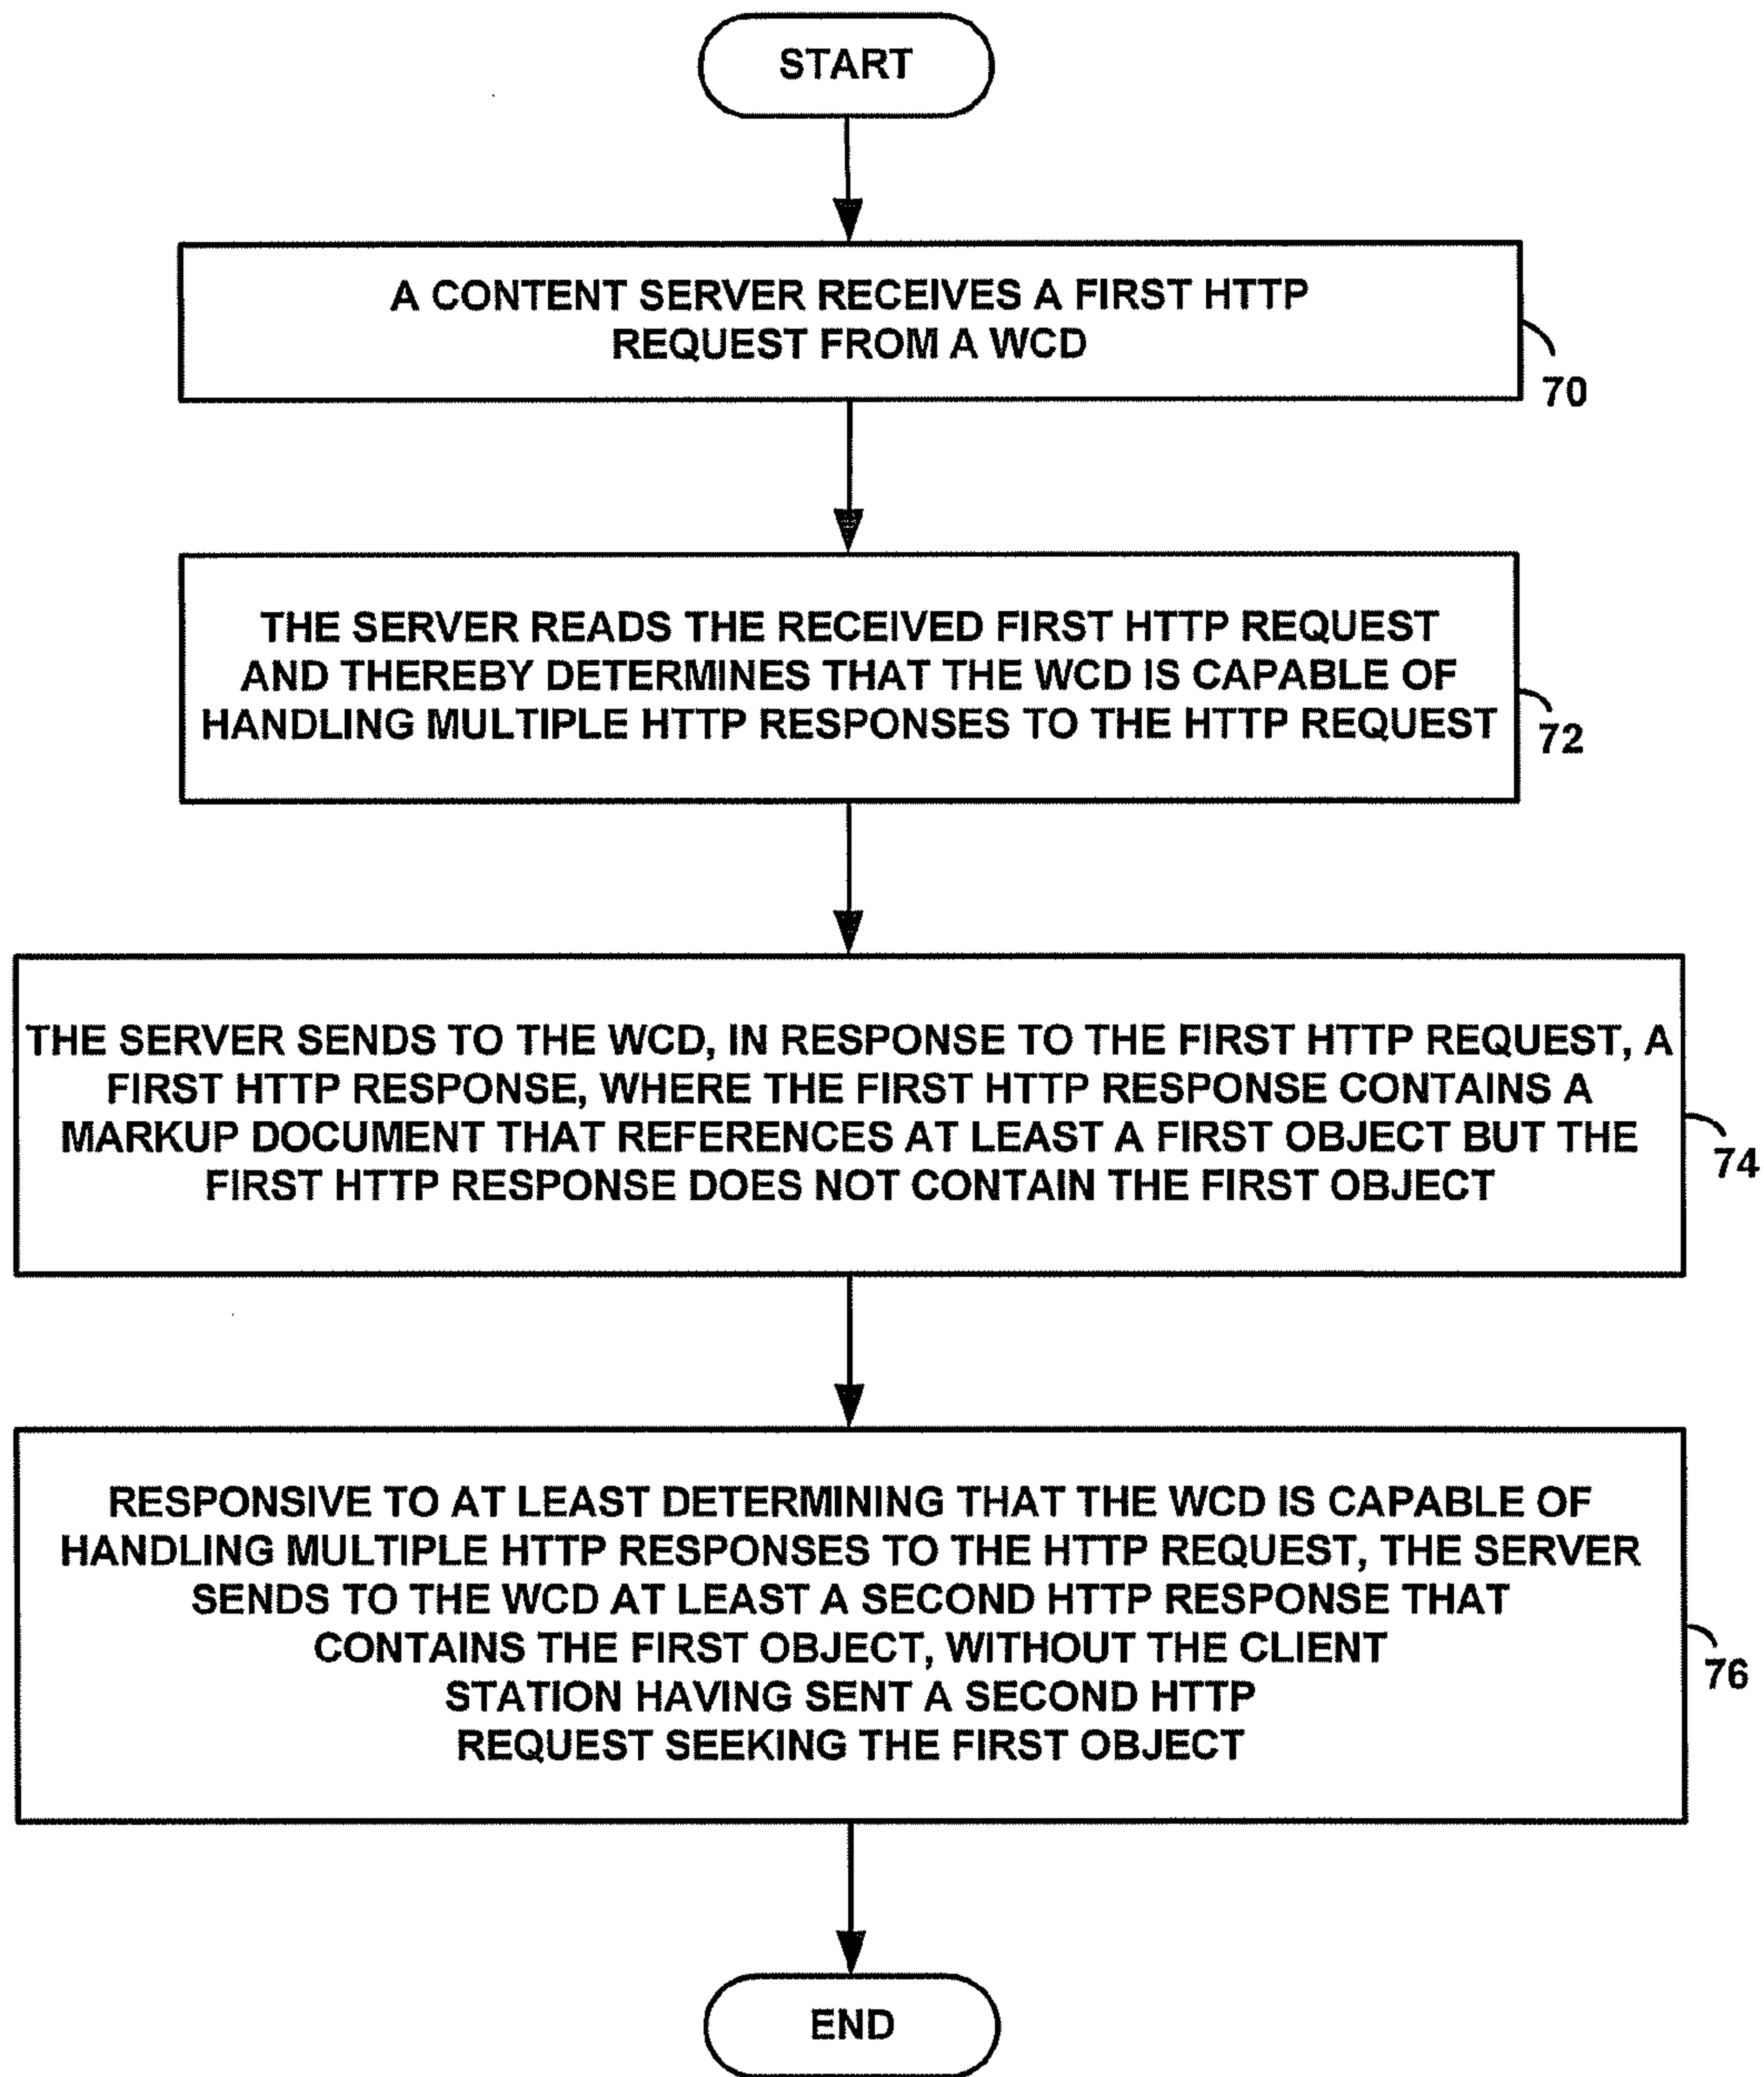 START
A CONTENT SERVER RECEIVES A FIRST HTTP
REQUEST FROM A WCD
70
THE SERVER READS THE RECEIVED FIRST HTTP REQUEST
AND THEREBY DETERMINES THAT THE WCD IS CAPABLE OF
HANDLING MULTIPLE HTTP RESPONSES TO THE HTTP REQUEST
72
THE SERVER SENDS TO THE WCD, IN RESPONSE TO THE FIRST HTTP REQUEST, A
FIRST HTTP RESPONSE, WHERE THE FIRST HTTP RESPONSE CONTAINS A
MARKUP DOCUMENT THAT REFERENCES AT LEAST A FIRST OBJECT BUT THE
FIRST HTTP RESPONSE DOES NOT CONTAIN THE FIRST OBJECT
74
RESPONSIVE TO AT LEAST DETERMINING THAT THE WCD IS CAPABLE OF
HANDLING MULTIPLE HTTP RESPONSES TO THE HTTP REQUEST, THE SERVER
SENDS TO THE WCD AT LEAST A SECOND HTTP RESPONSE THAT
CONTAINS THE FIRST OBJECT, WITHOUT THE CLIENT
STATION HAVING SENT A SECOND HTTP
REQUEST SEEKING THE FIRST OBJECT
76
END